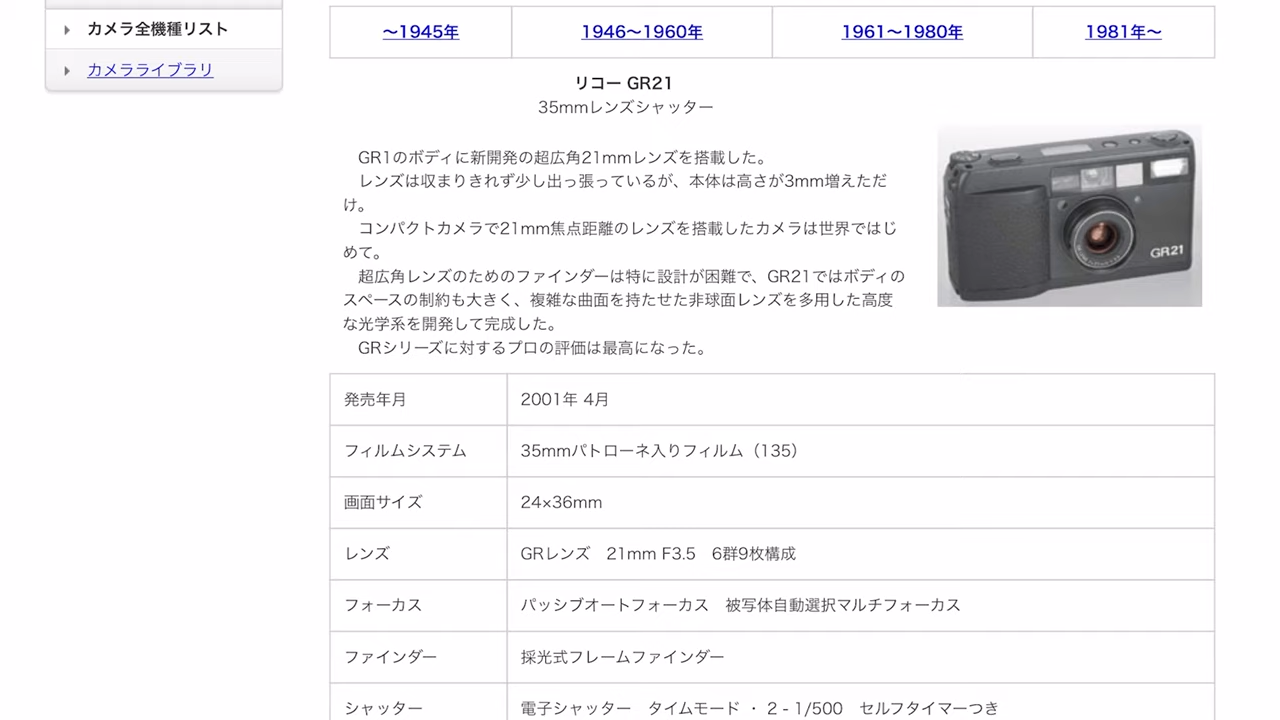 カメラ全機種リスト
カメラライブラリ
～1945年
1946～1960年
1961～1980年
1981年～
リコー GR21
35mmレンズシャッター
GR1のボディに新開発の超広角21mmレンズを搭載した。
レンズは収まりきれず少し出っ張っているが、本体は高さが3mm増えただ
け。
コンパクトカメラで21mm焦点距離のレンズを搭載したカメラは世界ではじ
めて。
超広角レンズのためのファインダーは特に設計が困難で、GR21ではボディの
スペースの制約も大きく、複雑な曲面を持たせた非球面レンズを多用した高度
な光学系を開発して完成した。
GRシリーズに対するプロの評価は最高になった。
GR21
発売年月 2001年 4月
フィルムシステム 35mmパトローネ入りフィルム（135）
画面サイズ 24×36mm
レンズ GRレンズ　21mm F3.5　6群9枚構成
フォーカス パッシブオートフォーカス　被写体自動選択マルチフォーカス
ファインダー 採光式フレームファインダー
シャッター 電子シャッター　タイムモード ・ 2 - 1/500　セルフタイマーつき